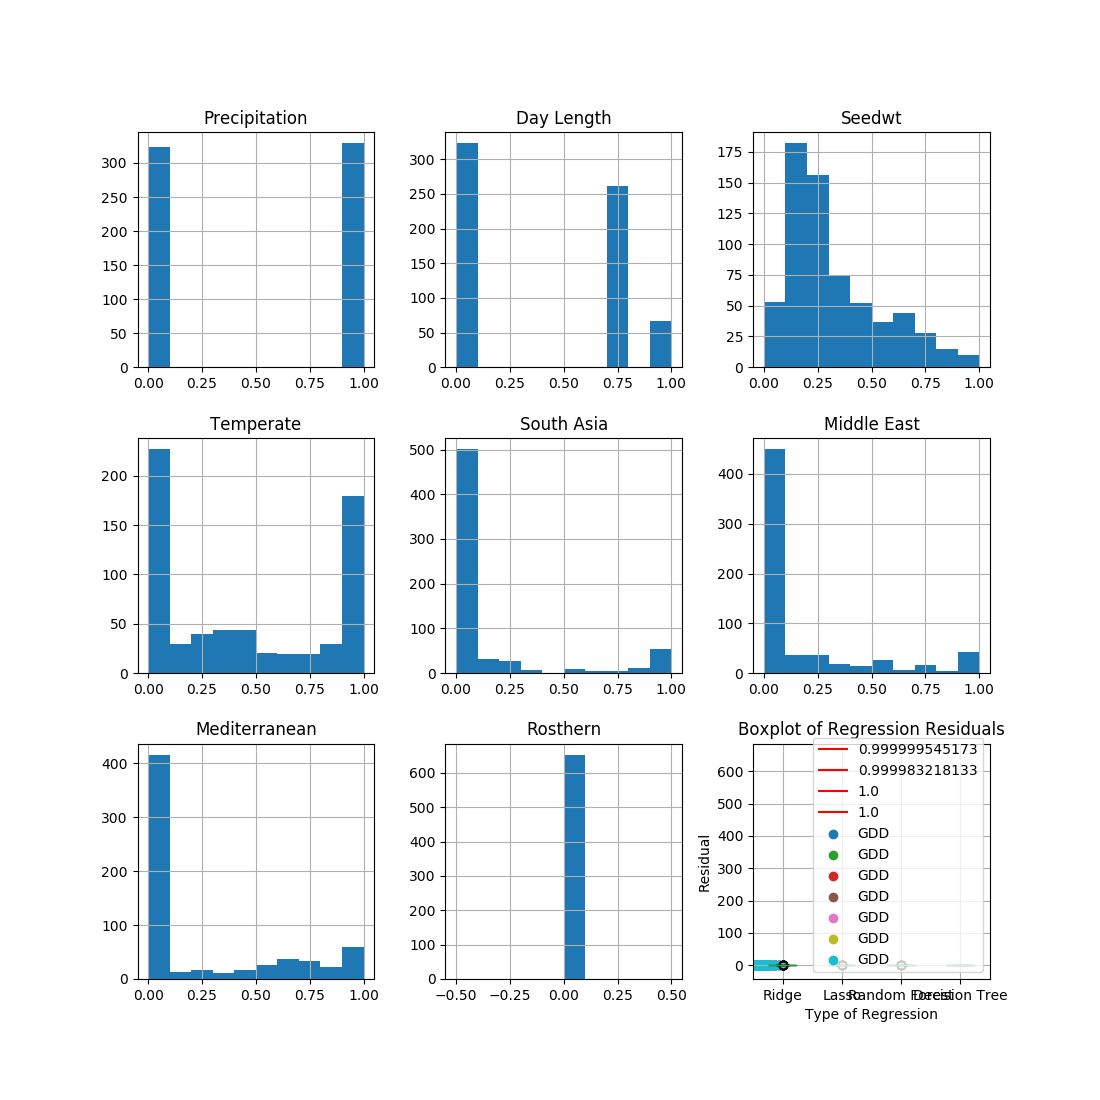 Precipitation
300
250
200
150
100
50
0
0.00 0.25 0.50 0.75 1.00
Day Length
300
250
200
150
100
50
0
0.00 0.25 0.50 0.75 1.00
Seedwt
175
150
125
100
75
50
25
0
0.00 0.25 0.50 0.75 1.00
Temperate
200
150
100
50
0
0.00 0.25 0.50 0.75 1.00
South Asia
500
400
300
200
100
0
0.00 0.25 0.50 0.75 1.00
Middle East
400
300
200
100
0
0.00 0.25 0.50 0.75 1.00
Mediterranean
400
300
200
100
0
0.00 0.25 0.50 0.75 1.00
Rosthern
600
500
400
300
200
100
0
−0.50 −0.25 0.00 0.25 0.50
Boxplot of Regression Residuals
Residual
600
500
400
300
200
100
0
0.999999545173
0.999983218133
1.0
1.0
GDD
GDD
GDD
GDD
GDD
GDD
GDD
Ridge Lasso Random Forest Decision Tree
Type of Regression